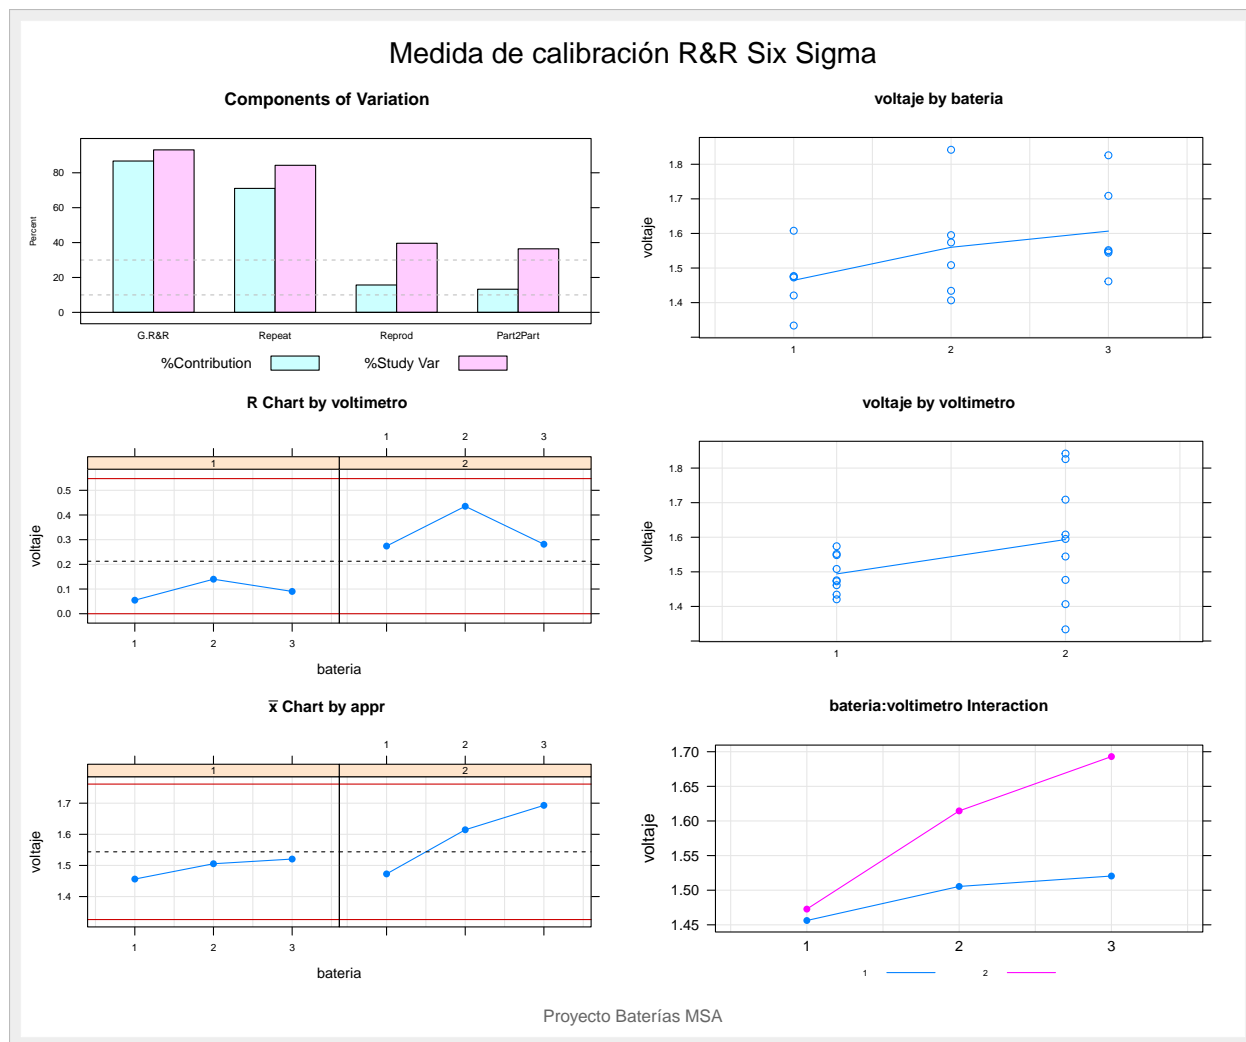 Medida de calibración R&R Six Sigma
Components of Variation
Percent
80
60
40
20
0
G.R&R Repeat Reprod Part2Part
%Contribution %Study Var
voltaje by bateria
voltaje
1.8
1.7
1.6
1.5
1.4
1 2 3
R Chart by voltimetro
1 2 3
1 2
voltaje
0.5
0.4
0.3
0.2
0.1
0.0
1 2 3
bateria
voltaje by voltimetro
voltaje
1.8
1.7
1.6
1.5
1.4
1 2
x̅ Chart by appr
1 2 3
1 2
voltaje
1.7
1.6
1.5
1.4
1 2 3
bateria
bateria:voltimetro Interaction
voltaje
1.70
1.65
1.60
1.55
1.50
1.45
1 2 3
1 2
Proyecto Baterías MSA